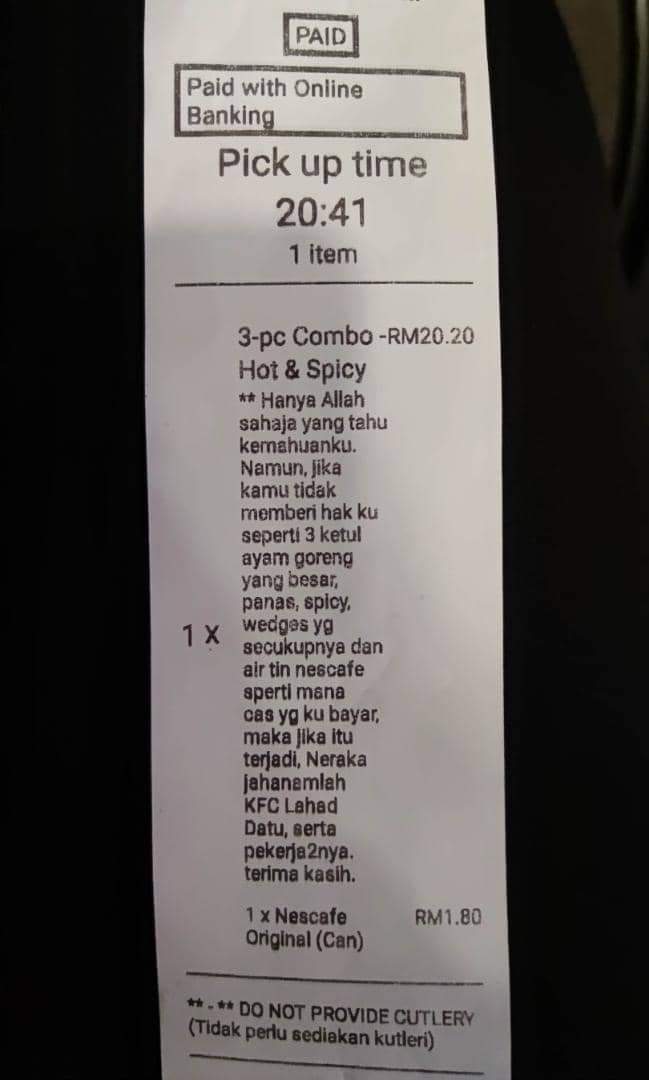 PAID
Paid with Online
Banking
Pick up time
20:41
1 item
3-pc Combo -RM20.20
Hot & Spicy
** Hanya Allah
sahaja yang tahu
kemahuanku.
Namun, jika
kamu tidak
memberi hak ku
seperti 3 ketul
ayam goreng
yang besar,
panas, spicy,
1 x wedges yg
secukupnya dan
air tin nescafe
sperti mana
cas yg ku bayar,
maka jika itu
terjadi, Neraka
jahanamlah
KFC Lahad
Datu, serta
pekerja2nya.
terima kasih.
1 x Nescafe RM1.80
Original (Can)
** - ** DO NOT PROVIDE CUTLERY
(Tidak perlu sediakan kutleri)